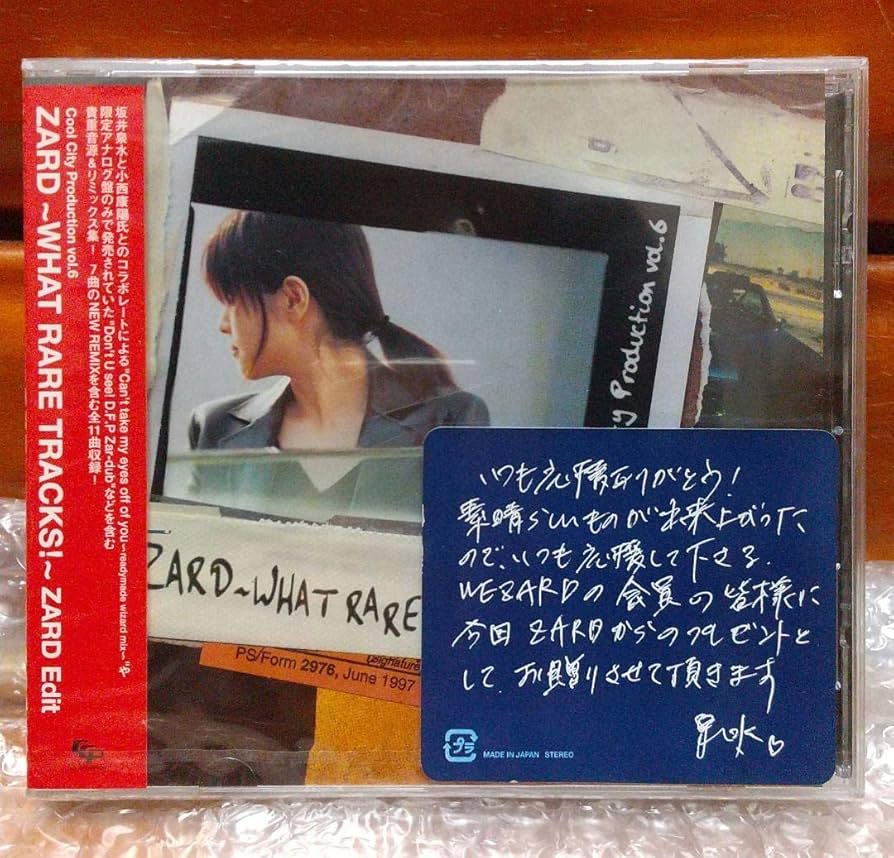 坂井泉水と小西康陽氏とのコラボレートによる"Can't take my eyes off of you ~readymade wizard mix~"や
限定アナログ盤のみで発売されていた"Don't U see! D.F.P Zar-dub"などを含む
貴重音源&リミックス集! 7曲のNEW REMIXを含む全11曲収録!
Cool City Production vol.6
ZARD ~WHAT RARE TRACKS!~ ZARD Edit
ty Production vol.6
ZARD~WHAT RARE
signature
PS/Form 2976, June 1997
いつも応援ありがとう!
素晴らしいものが出来上がった
ので、いつも応援して下さる、
WEZARDの会員の皆様に
今回ZARDからのプレゼントと
して、お贈りさせて頂きます
泉水♡
プラ
MADE IN JAPAN STEREO